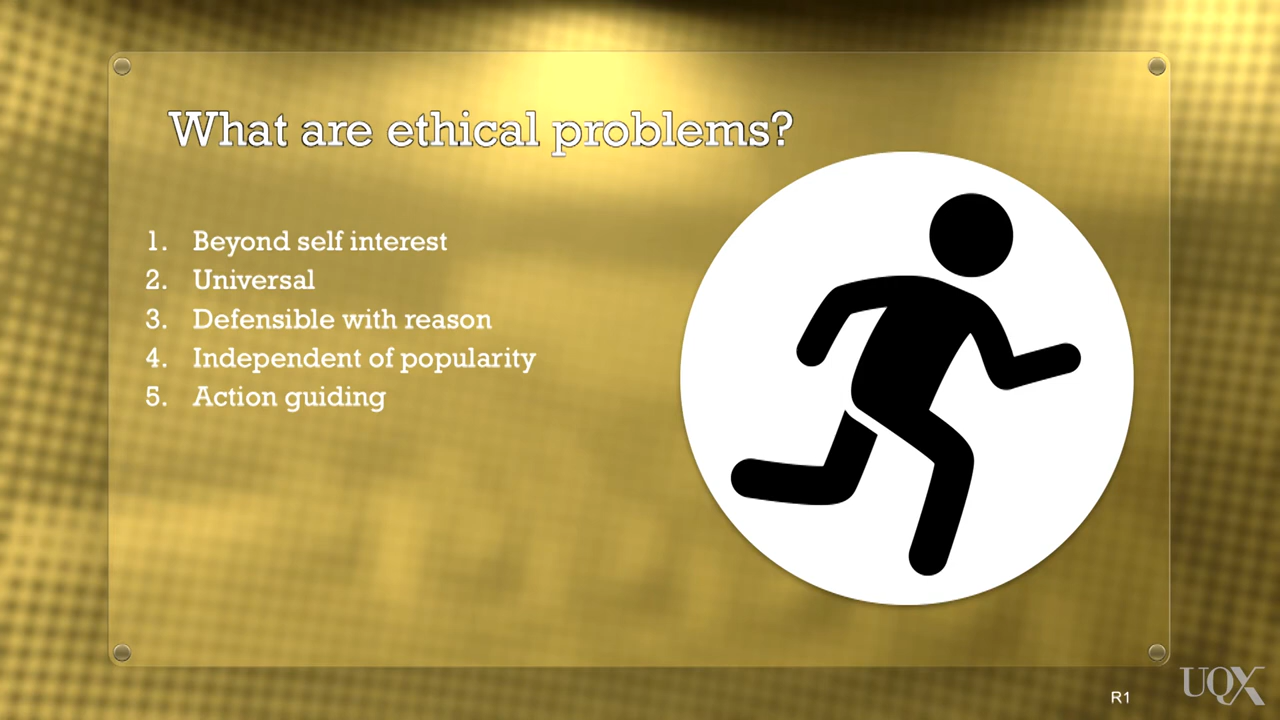 What are ethical problems?
1. Beyond self interest
2. Universal
3. Defensible with reason
4. Independent of popularity
5. Action guiding
R1
UQX